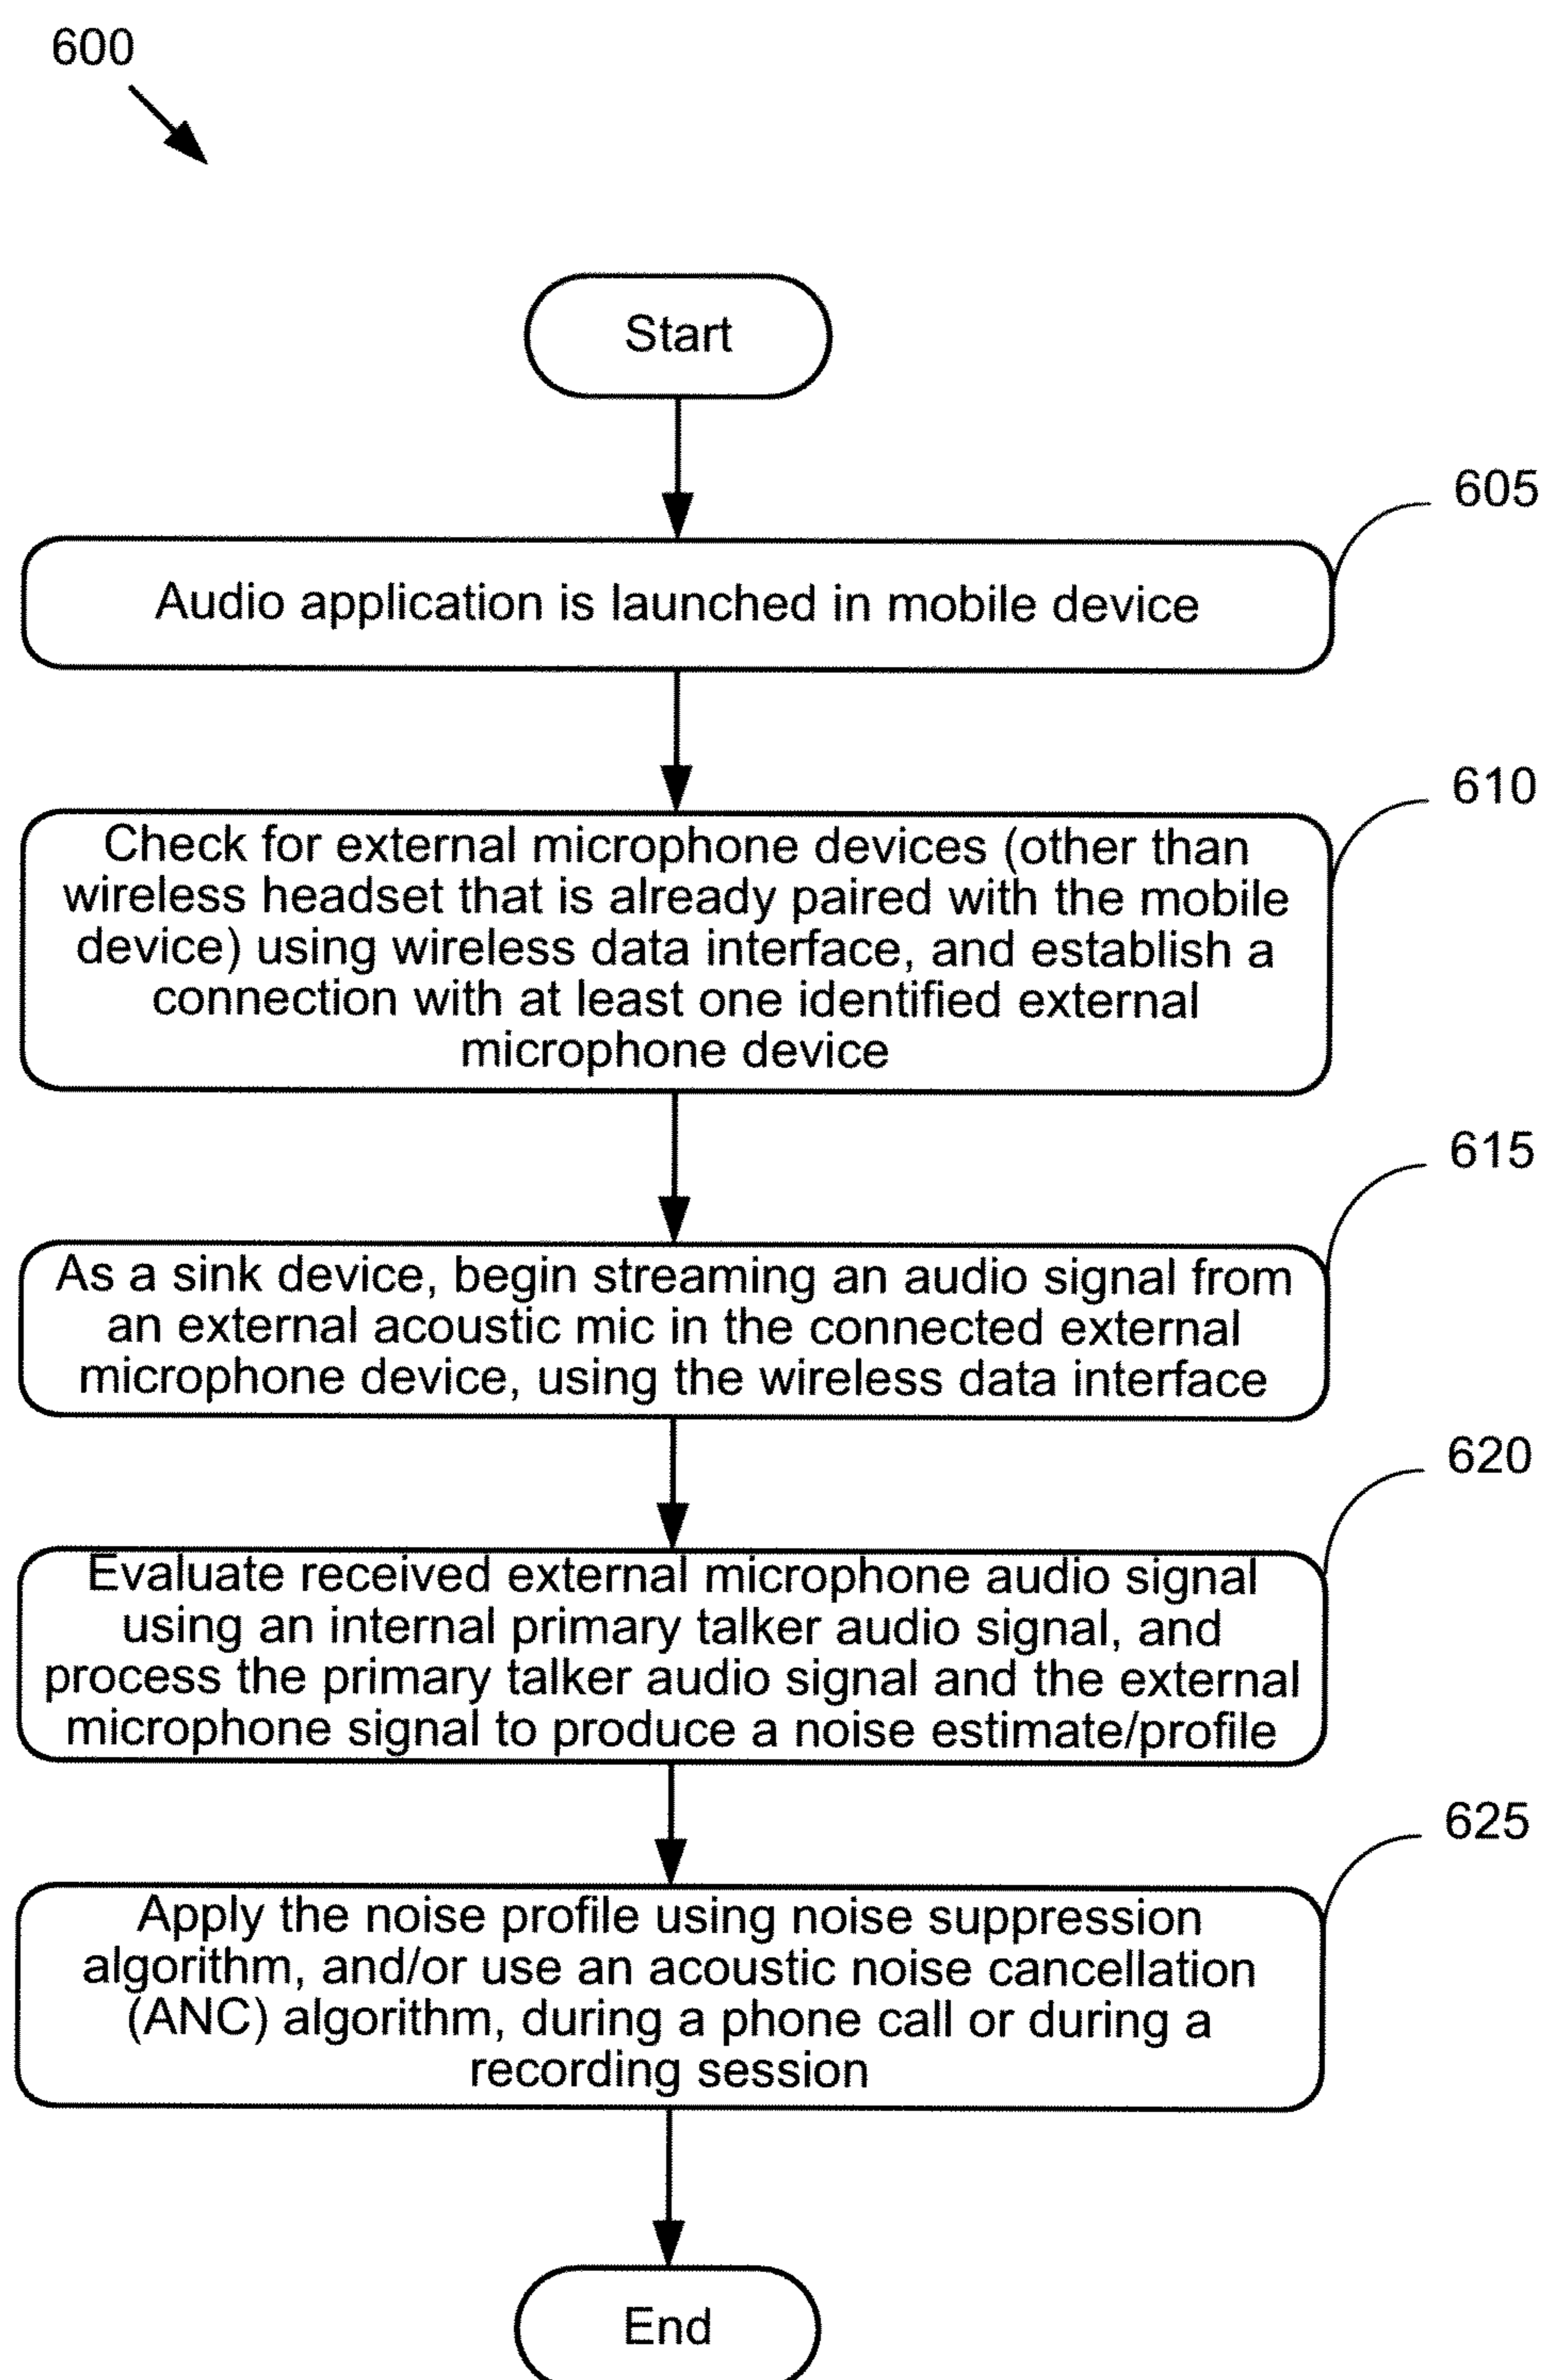 600
Start
605
Audio application is launched in mobile device
610
Check for external microphone devices (other than
wireless headset that is already paired with the mobile
device) using wireless data interface, and establish a
connection with at least one identified external
microphone device
615
As a sink device, begin streaming an audio signal from
an external acoustic mic in the connected external
microphone device, using the wireless data interface
620
Evaluate received external microphone audio signal
using an internal primary talker audio signal, and
process the primary talker audio signal and the external
microphone signal to produce a noise estimate/profile
625
Apply the noise profile using noise suppression
algorithm, and/or use an acoustic noise cancellation
(ANC) algorithm, during a phone call or during a
recording session
End